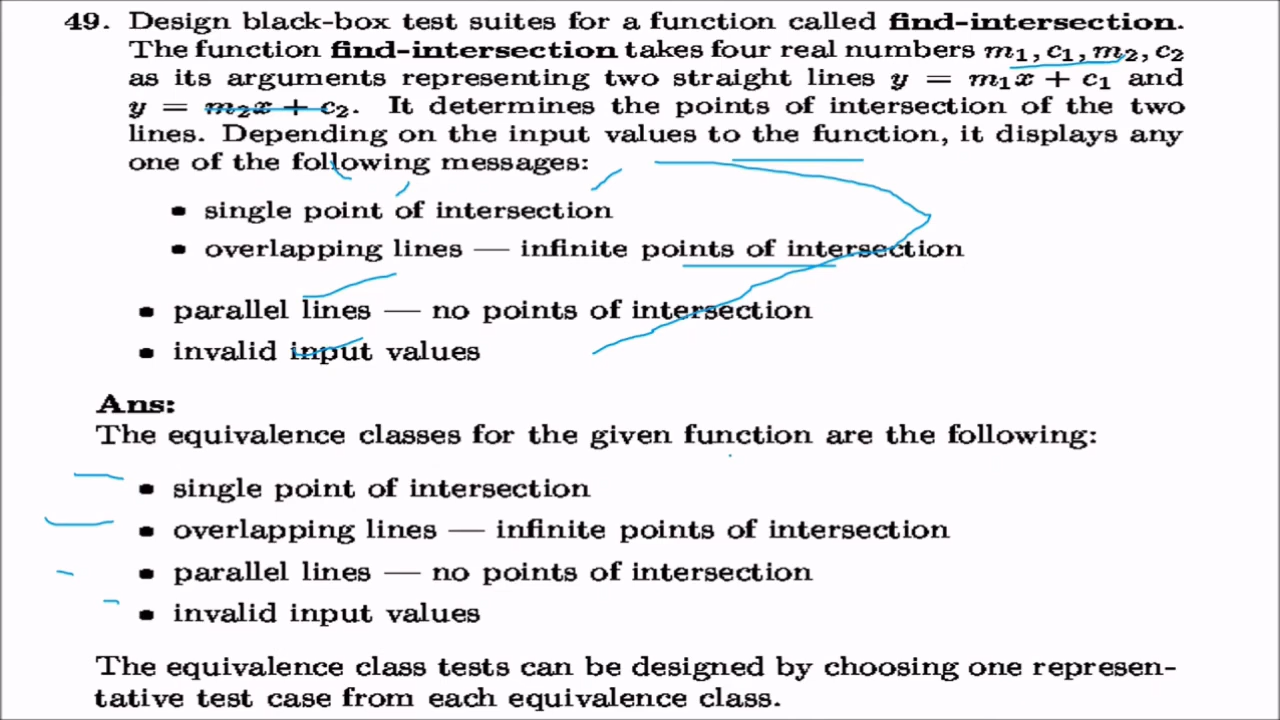 49. Design black-box test suites for a function called find-intersection.
The function find-intersection takes four real numbers m₁, c₁, m₂, c₂
as its arguments representing two straight lines y = m₁x + c₁ and
y = m₂x + c₂. It determines the points of intersection of the two
lines. Depending on the input values to the function, it displays any
one of the following messages:
• single point of intersection
• overlapping lines — infinite points of intersection
• parallel lines — no points of intersection
• invalid input values
Ans:
The equivalence classes for the given function are the following:
• single point of intersection
• overlapping lines — infinite points of intersection
• parallel lines — no points of intersection
• invalid input values
The equivalence class tests can be designed by choosing one represen-
tative test case from each equivalence class.